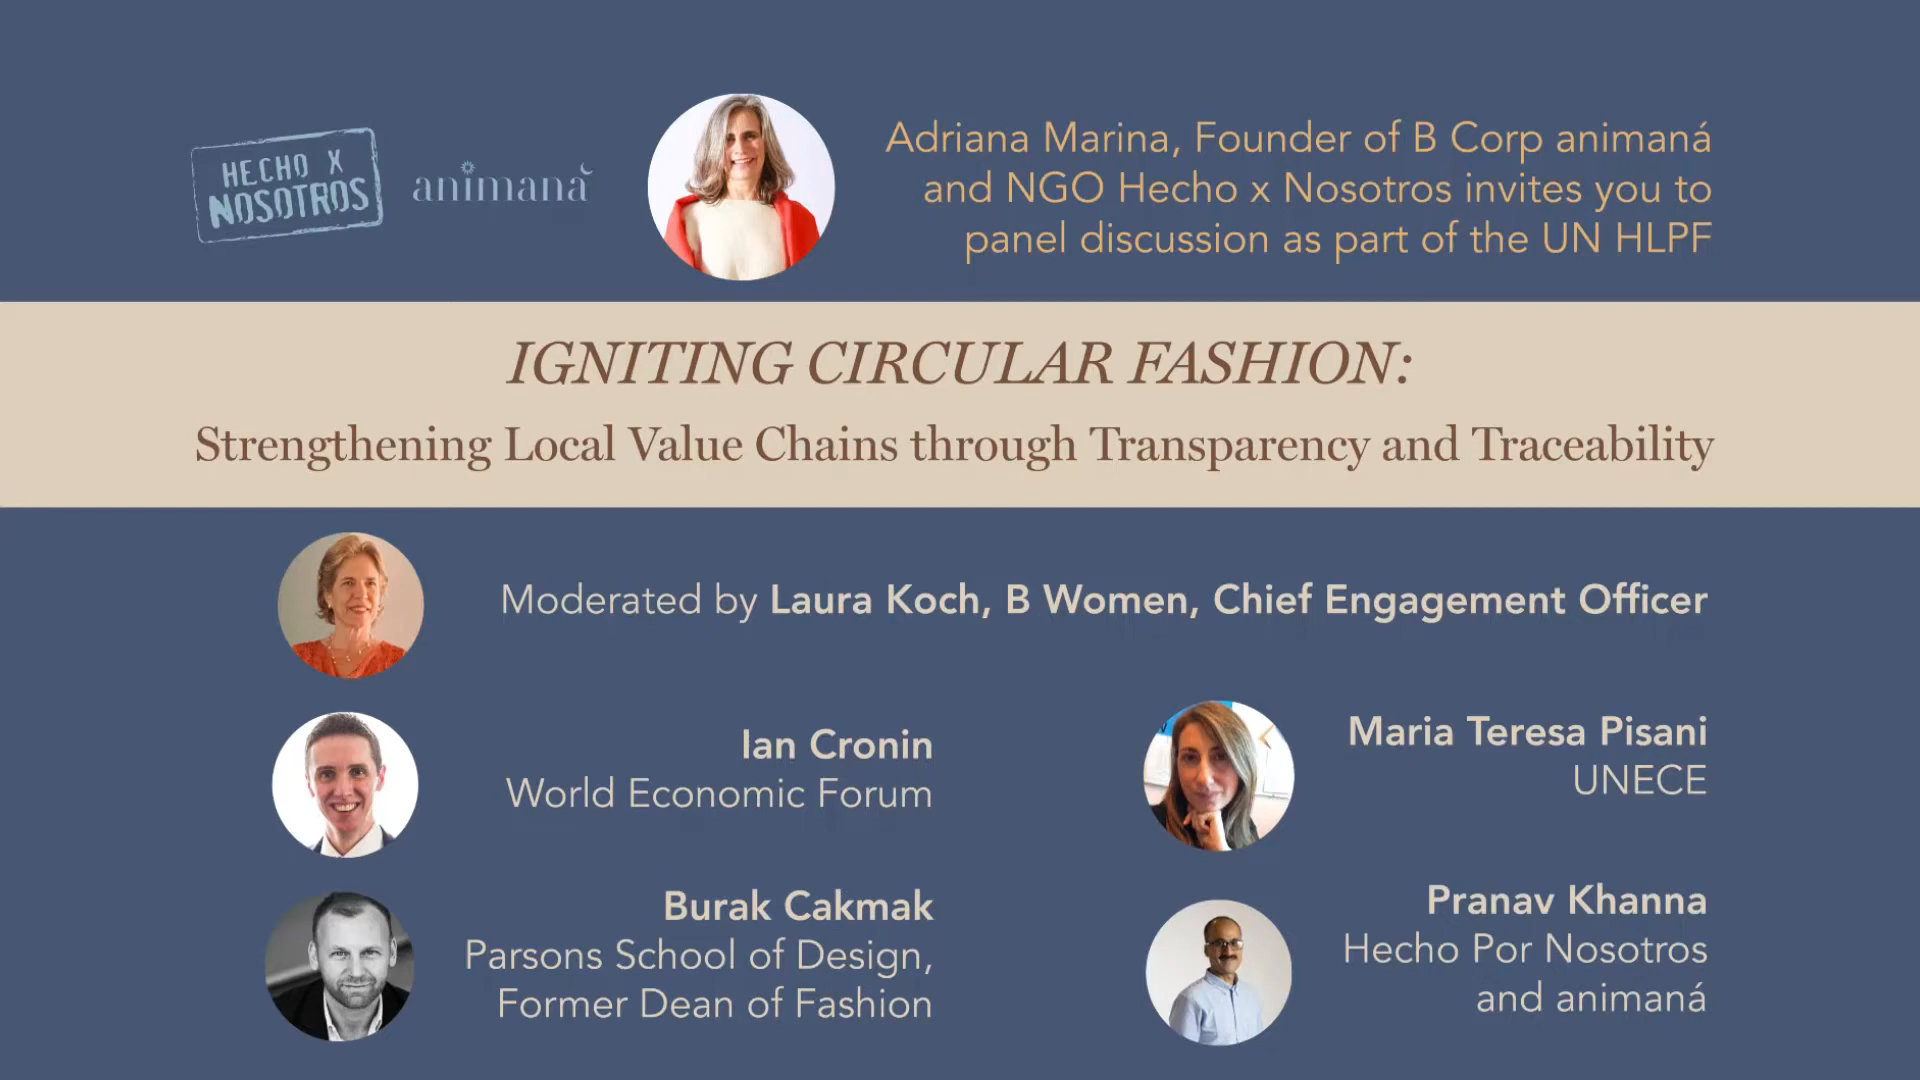 HECHO X
NOSOTROS
animaná
Adriana Marina, Founder of B Corp animaná
and NGO Hecho x Nosotros invites you to
panel discussion as part of the UN HLPF
IGNITING CIRCULAR FASHION:
Strengthening Local Value Chains through Transparency and Traceability
Moderated by Laura Koch, B Women, Chief Engagement Officer
Ian Cronin
World Economic Forum
Maria Teresa Pisani
UNECE
Burak Cakmak
Parsons School of Design,
Former Dean of Fashion
Pranav Khanna
Hecho Por Nosotros
and animaná